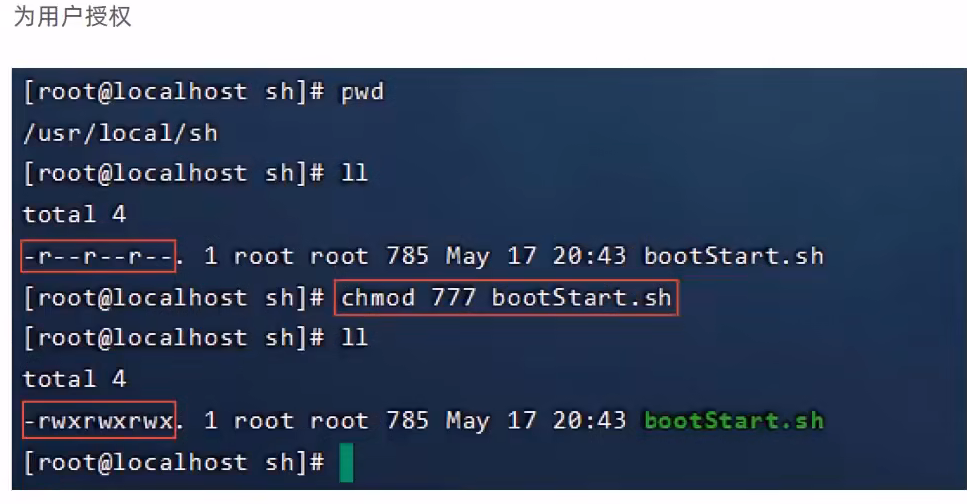 为用户授权
[root@localhost sh]# pwd
/usr/local/sh
[root@localhost sh]# ll
total 4
-r--r--r--. 1 root root 785 May 17 20:43 bootStart.sh
[root@localhost sh]# chmod 777 bootStart.sh
[root@localhost sh]# ll
total 4
-rwxrwxrwx. 1 root root 785 May 17 20:43 bootStart.sh
[root@localhost sh]#